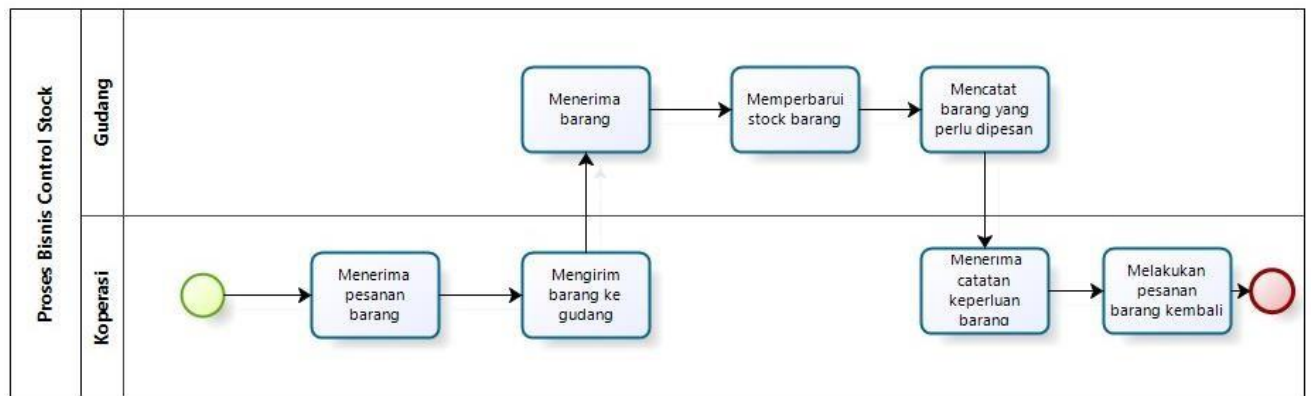 Proses Bisnis Control Stock
Gudang
Menerima
barang
Memperbarui
stock barang
Mencatat
barang yang
perlu dipesan
Koperasi
Menerima
pesanan
barang
Mengirim
barang ke
gudang
Menerima
catatan
keperluan
barang
Melakukan
pesanan
barang kembali